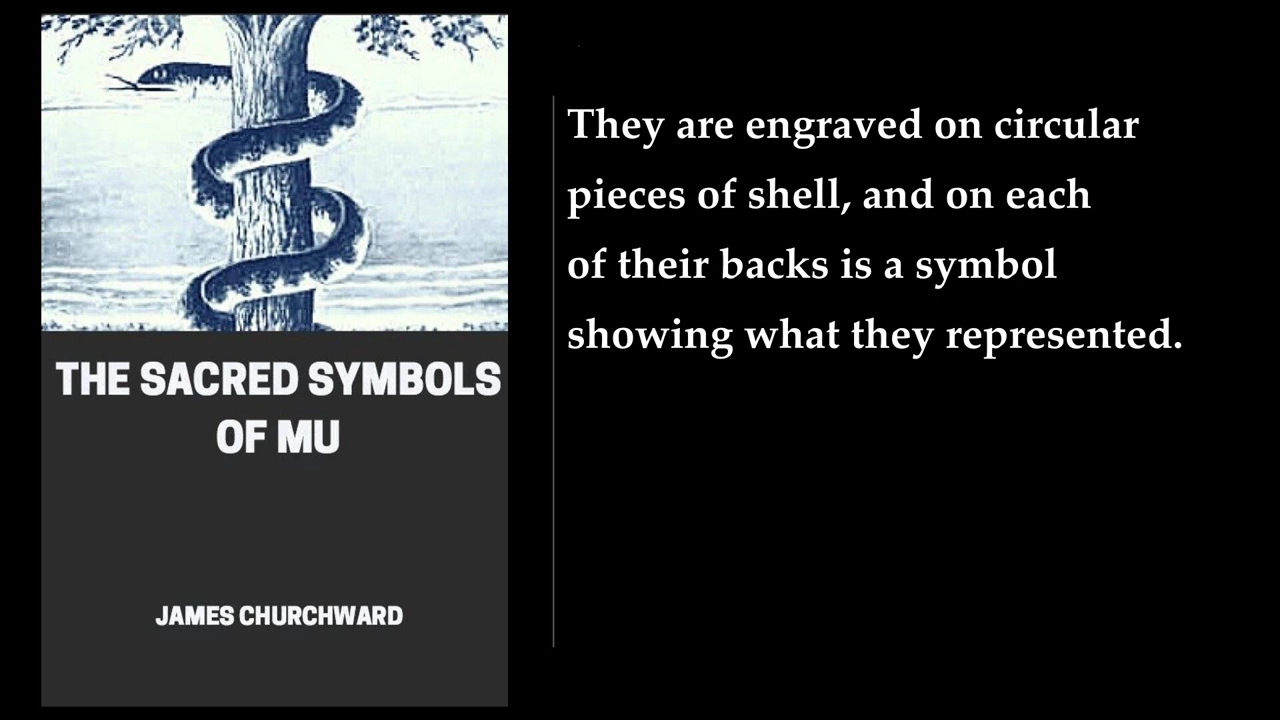 THE SACRED SYMBOLS
OF MU
JAMES CHURCHWARD
They are engraved on circular
pieces of shell, and on each
of their backs is a symbol
showing what they represented.